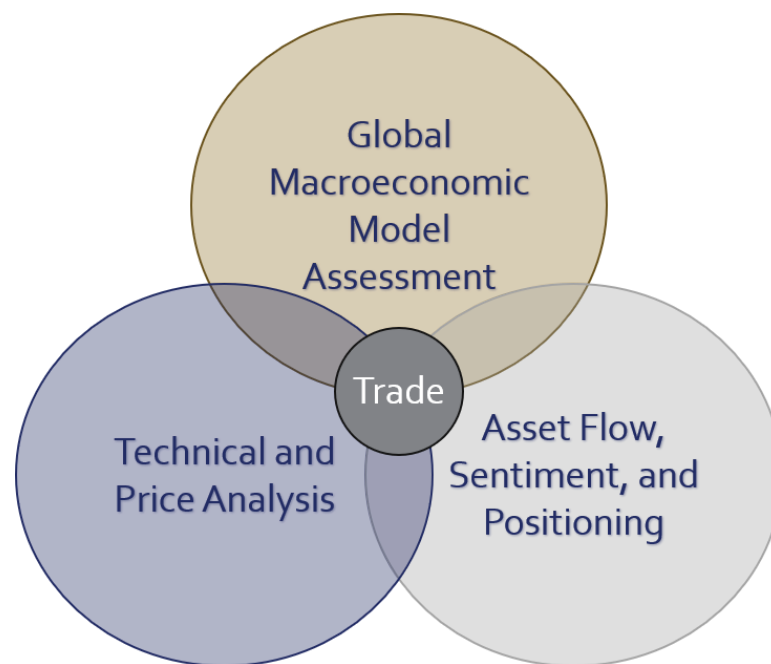 Global
Macroeconomic
Model
Assessment
Trade
Technical and
Price Analysis
Asset Flow,
Sentiment, and
Positioning